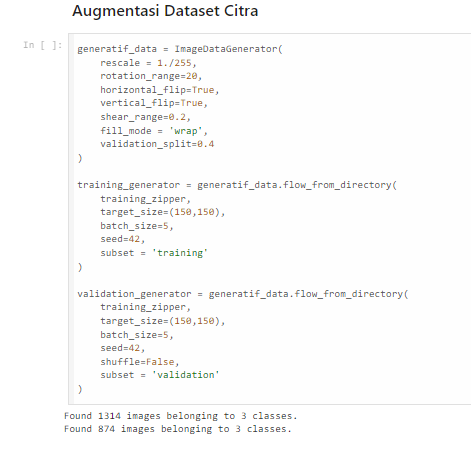 Augmentasi Dataset Citra
In [ ]:
generatif_data = ImageDataGenerator(
    rescale = 1./255,
    rotation_range=20,
    horizontal_flip=True,
    vertical_flip=True,
    shear_range=0.2,
    fill_mode = 'wrap',
    validation_split=0.4
)
training_generator = generatif_data.flow_from_directory(
    training_zipper,
    target_size=(150,150),
    batch_size=5,
    seed=42,
    subset = 'training'
)
validation_generator = generatif_data.flow_from_directory(
    training_zipper,
    target_size=(150,150),
    batch_size=5,
    seed=42,
    shuffle=False,
    subset = 'validation'
)
Found 1314 images belonging to 3 classes.
Found 874 images belonging to 3 classes.